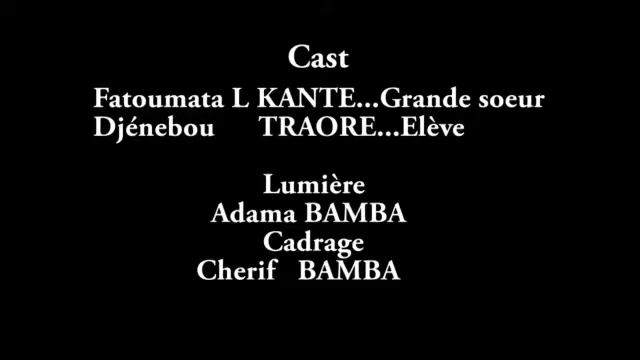 Cast
Fatoumata L KANTE...Grande soeur
Djénebou TRAORE...Elève
Lumière
Adama BAMBA
Cadrage
Cherif BAMBA